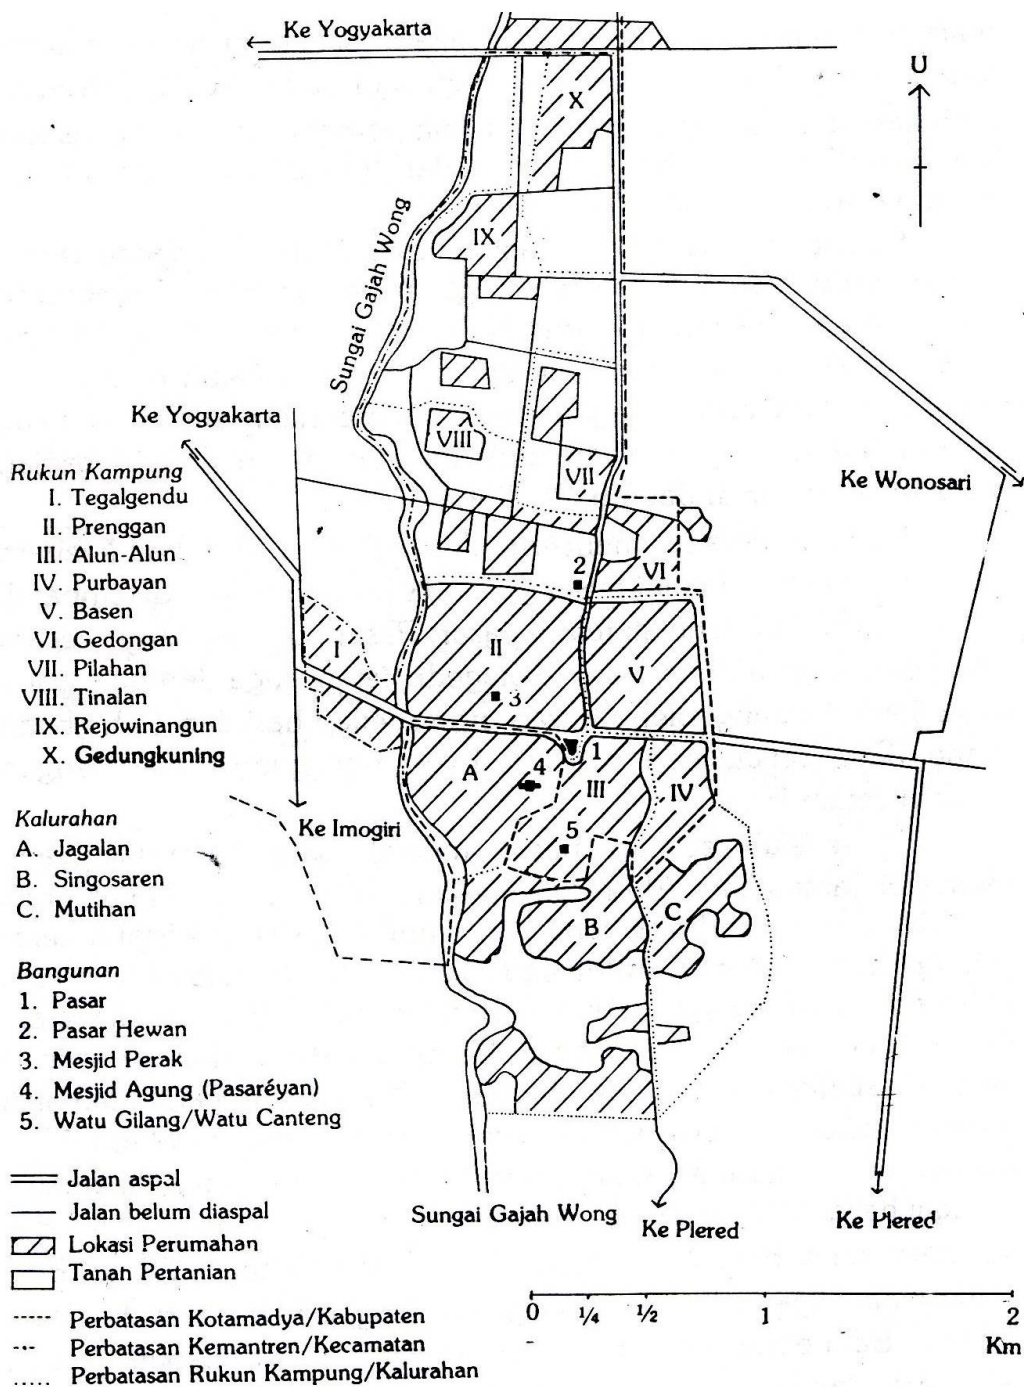 Ke Yogyakarta
U
X
IX
Sungai Gajah Wong
Ke Yogyakarta
VIII
VII
Ke Wonosari
Rukun Kampung
I. Tegalgendu
II. Prenggan
III. Alun-Alun
IV. Purbayan
V. Basen
VI. Gedongan
VII. Pilahan
VIII. Tinalan
IX. Rejowinangun
X. Gedungkuning
2
VI
I
II
V
3
1
A
4
III
IV
5
Ke Imogiri
B
C
Kalurahan
A. Jagalan
B. Singosaren
C. Mutihan
Bangunan
1. Pasar
2. Pasar Hewan
3. Mesjid Perak
4. Mesjid Agung (Pasaréyan)
5. Watu Gilang/Watu Canteng
Jalan aspal
Jalan belum diaspal
Lokasi Perumahan
Tanah Pertanian
Perbatasan Kotamadya/Kabupaten
Perbatasan Kemantren/Kecamatan
Perbatasan Rukun Kampung/Kalurahan
Sungai Gajah Wong
Ke Plered
Ke Plered
0 ¼ ½ 1 2
Km